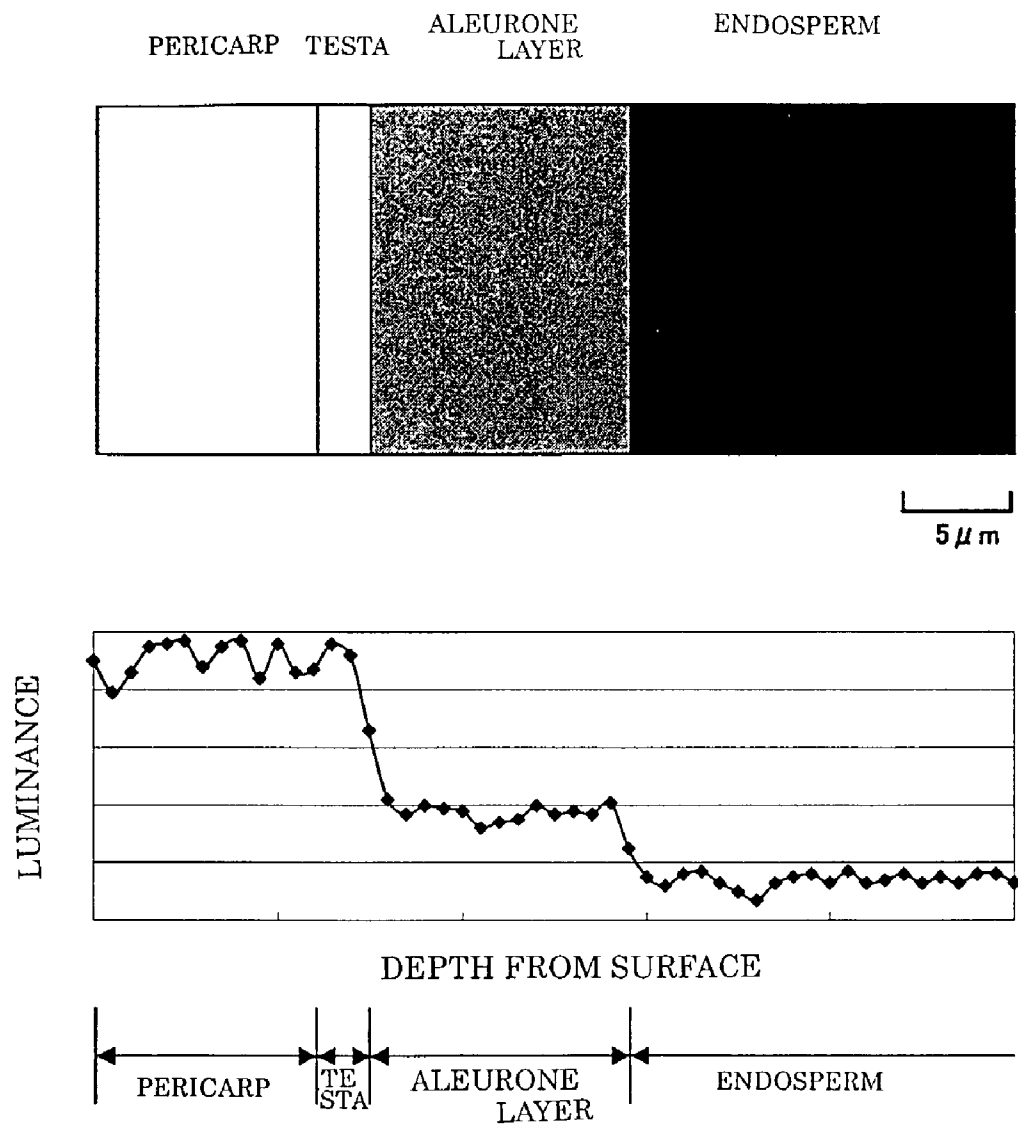 PERICARP TESTA ALEURONE LAYER ENDOSPERM
5 μm
LUMINANCE
DEPTH FROM SURFACE
PERICARP TE STA ALEURONE LAYER ENDOSPERM